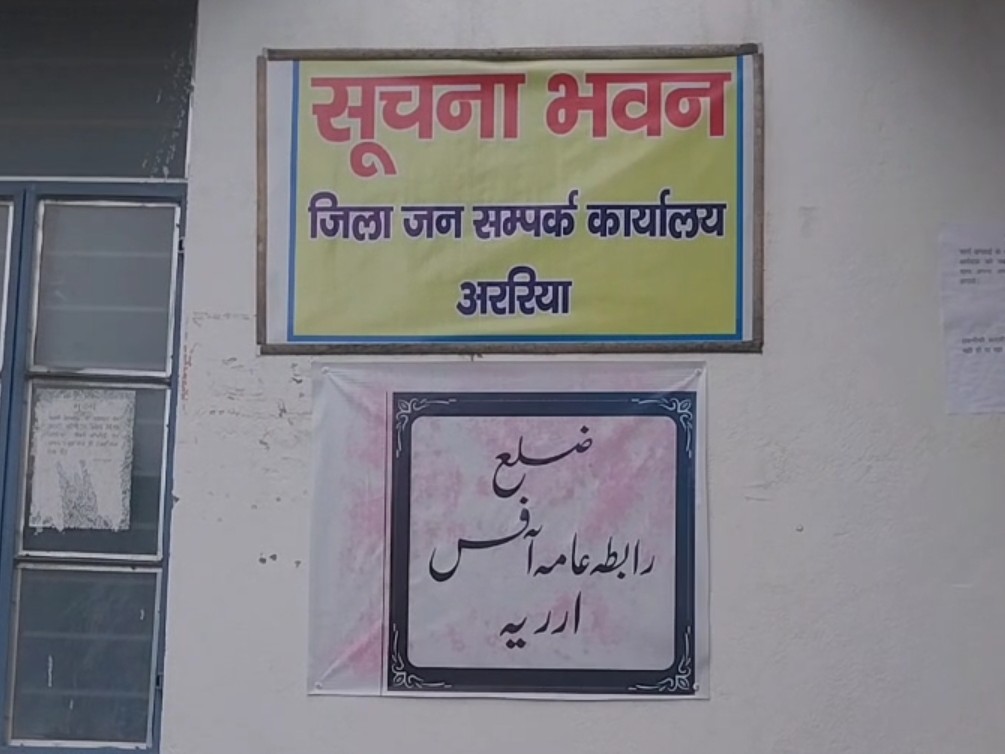 सूचना भवन
जिला जन सम्पर्क कार्यालय
अररिया
ضلع
رابطہ عامہ آفس
ارریہ